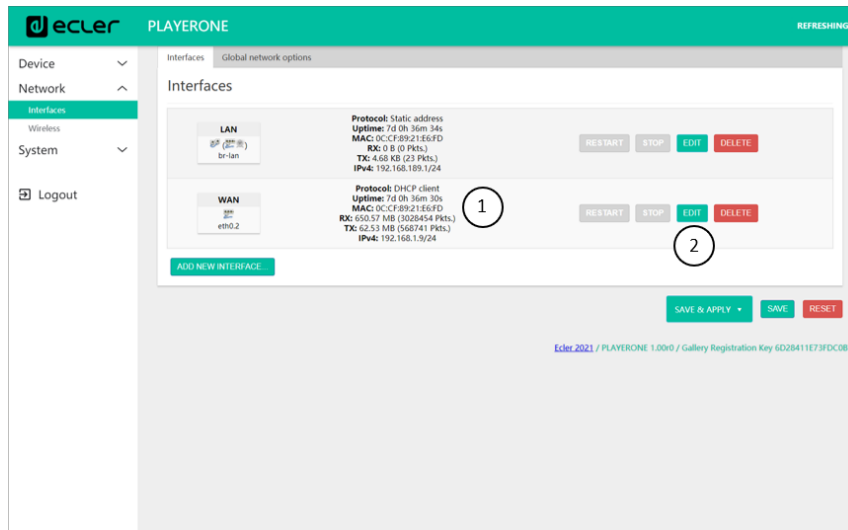 ecler
PLAYERONE
REFRESHING
Device
Network
Interfaces
Wireless
System
Logout
Interfaces Global network options
Interfaces
LAN
br-lan
Protocol: Static address
Uptime: 7d 0h 36m 34s
MAC: 0C:CF:89:21:E6:FD
RX: 0 B (0 Pkts.)
TX: 4.68 KB (23 Pkts.)
IPv4: 192.168.189.1/24
RESTART STOP EDIT DELETE
WAN
eth0.2
Protocol: DHCP client
Uptime: 7d 0h 36m 30s
MAC: 0C:CF:89:21:E6:FD
RX: 650.57 MB (3028454 Pkts.)
TX: 62.53 MB (568741 Pkts.)
IPv4: 192.168.1.9/24
1
RESTART STOP EDIT DELETE
2
ADD NEW INTERFACE...
SAVE & APPLY SAVE RESET
Ecler 2021 / PLAYERONE 1.00r0 / Gallery Registration Key 6D28411E73FDC0B